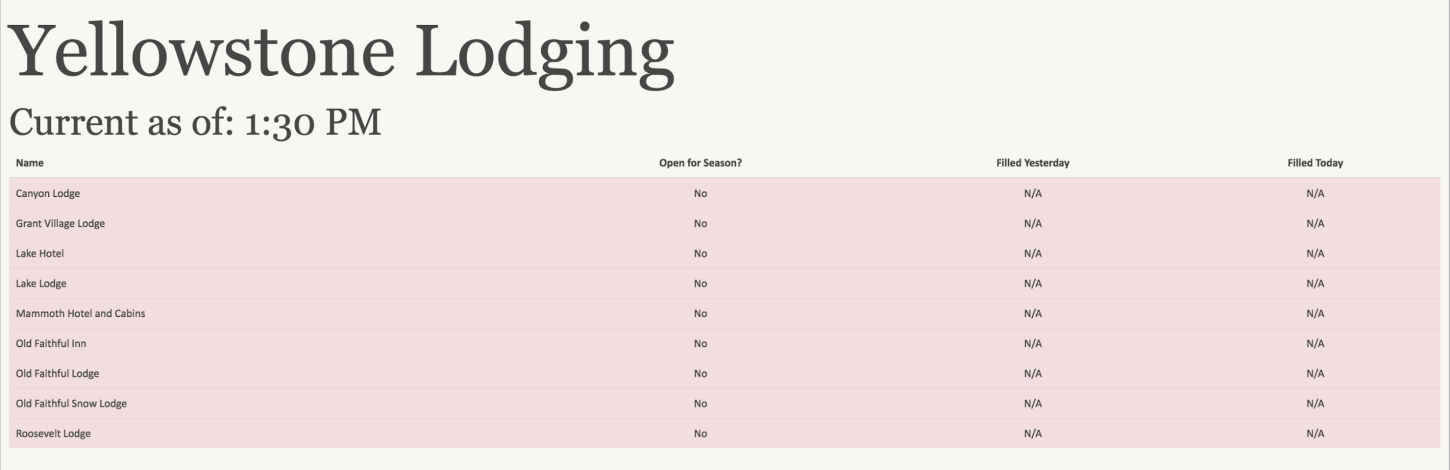 Yellowstone Lodging
Current as of: 1:30 PM
Name Open for Season? Filled Yesterday Filled Today
Canyon Lodge No N/A N/A
Grant Village Lodge No N/A N/A
Lake Hotel No N/A N/A
Lake Lodge No N/A N/A
Mammoth Hotel and Cabins No N/A N/A
Old Faithful Inn No N/A N/A
Old Faithful Lodge No N/A N/A
Old Faithful Snow Lodge No N/A N/A
Roosevelt Lodge No N/A N/A